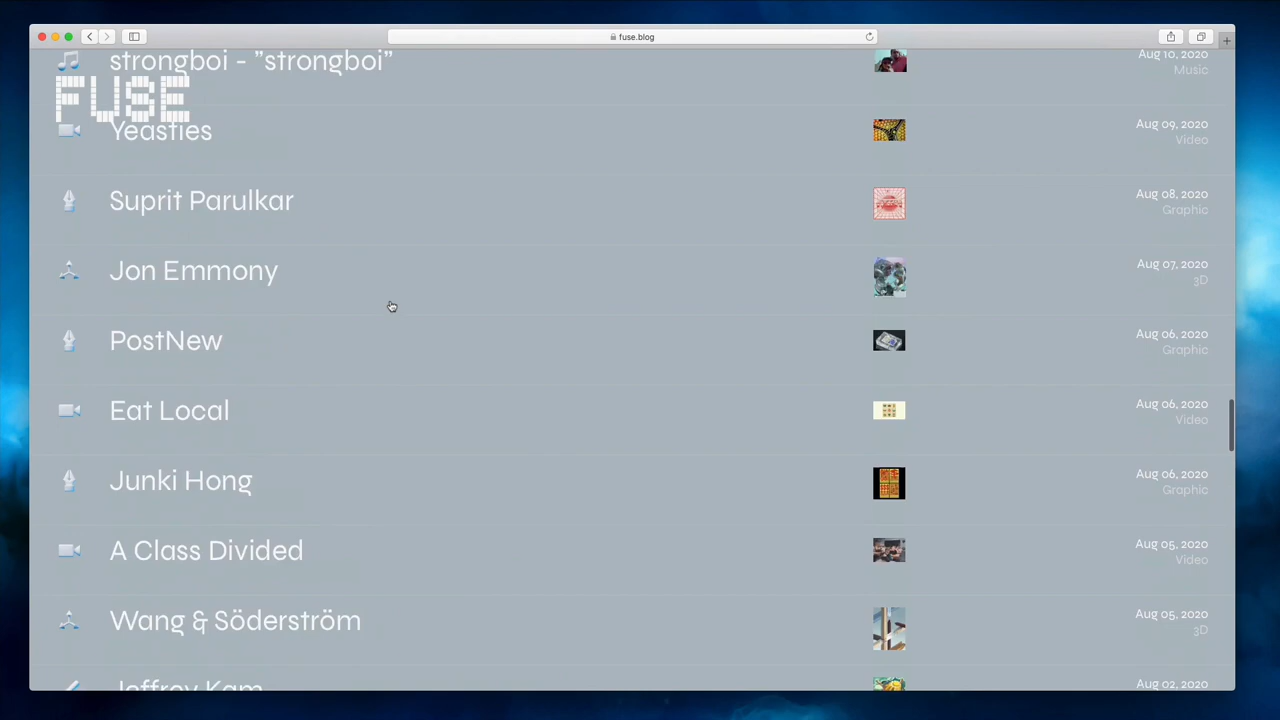 fuse.blog
strongboi - ”strongboi”
Aug 10, 2020
Music
FUSE
Yeasties
Aug 09, 2020
Video
Suprit Parulkar
Aug 08, 2020
Graphic
Jon Emmony
Aug 07, 2020
3D
PostNew
Aug 06, 2020
Graphic
Eat Local
Aug 06, 2020
Video
Junki Hong
Aug 06, 2020
Graphic
A Class Divided
Aug 05, 2020
Video
Wang & Söderström
Aug 05, 2020
3D
Jeffrey Kam
Aug 02, 2020